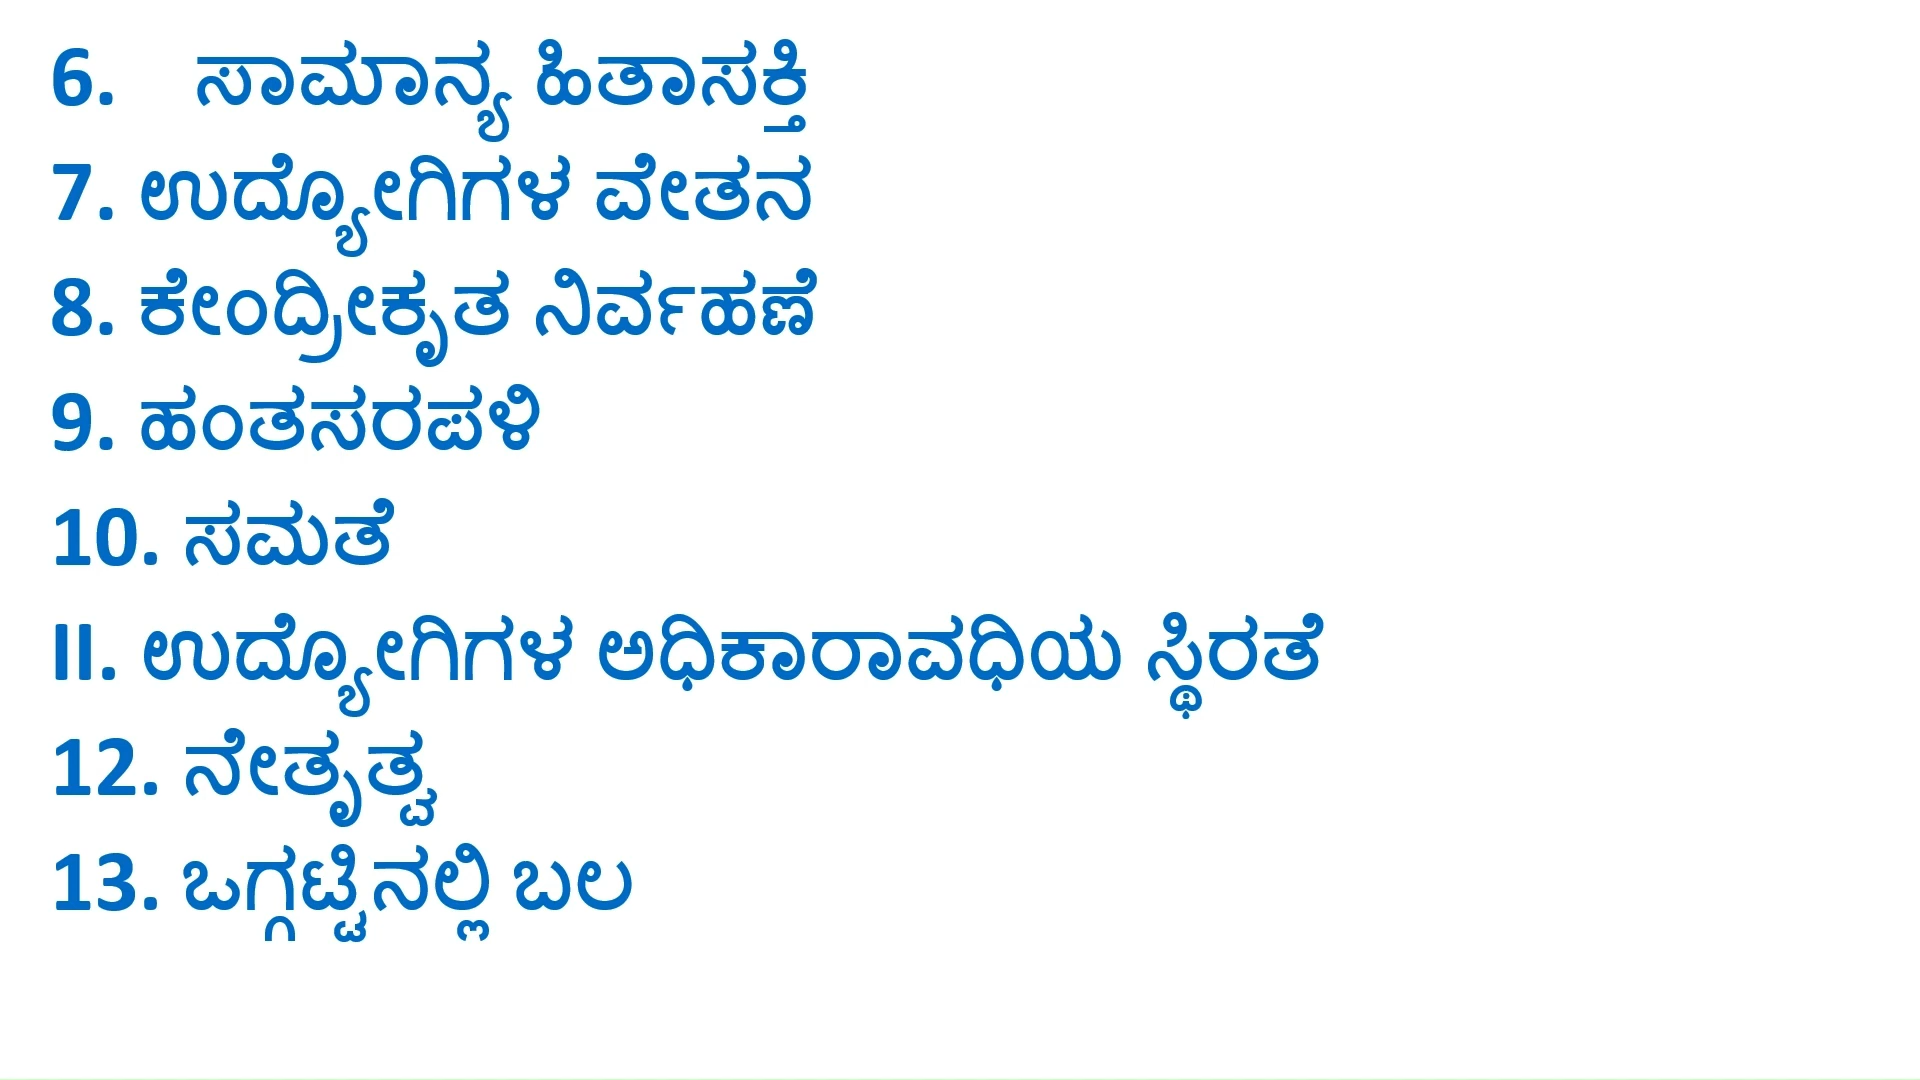 6. ಸಾಮಾನ್ಯ ಹಿತಾಸಕ್ತಿ
7. ಉದ್ಯೋಗಿಗಳ ವೇತನ
8. ಕೇಂದ್ರೀಕೃತ ನಿರ್ವಹಣೆ
9. ಹಂತಸರಪಳಿ
10. ಸಮತೆ
II. ಉದ್ಯೋಗಿಗಳ ಅಧಿಕಾರಾವಧಿಯ ಸ್ಥಿರತೆ
12. ನೇತೃತ್ವ
13. ಒಗ್ಗಟ್ಟಿನಲ್ಲಿ ಬಲ